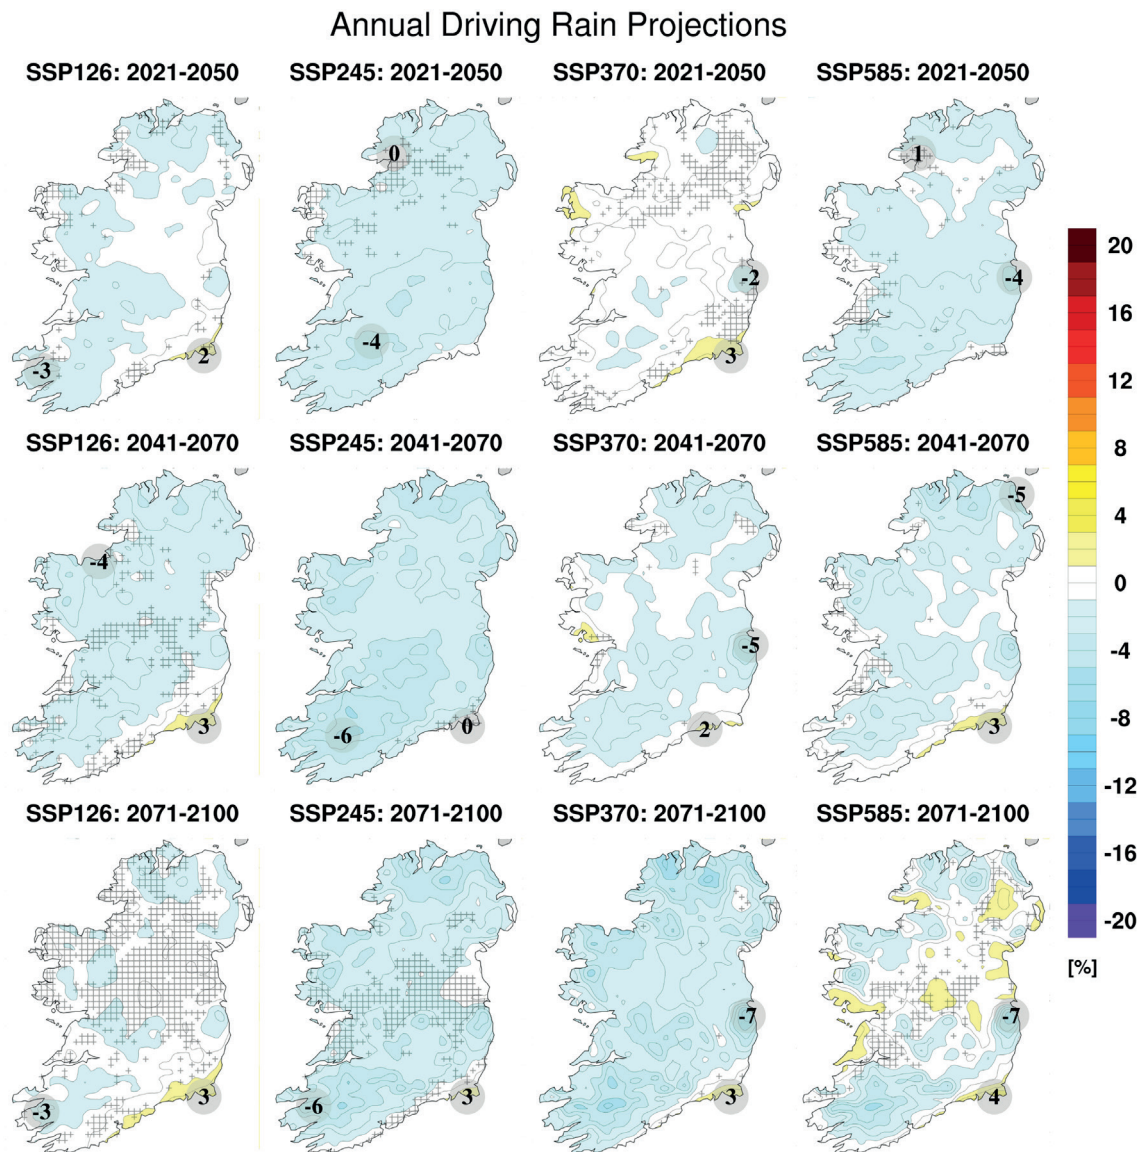 Annual Driving Rain Projections
SSP126: 2021-2050 SSP245: 2021-2050 SSP370: 2021-2050 SSP585: 2021-2050
0 1
-2 -4
-4
-3 2 3
SSP126: 2041-2070 SSP245: 2041-2070 SSP370: 2041-2070 SSP585: 2041-2070
-5
-4
-5
3 -6 0 2 3
SSP126: 2071-2100 SSP245: 2071-2100 SSP370: 2071-2100 SSP585: 2071-2100
-7 -7
-3 3 -6 3 3 4
20
12
8
4
0
-4
-8
-12
-16
-20
[%]